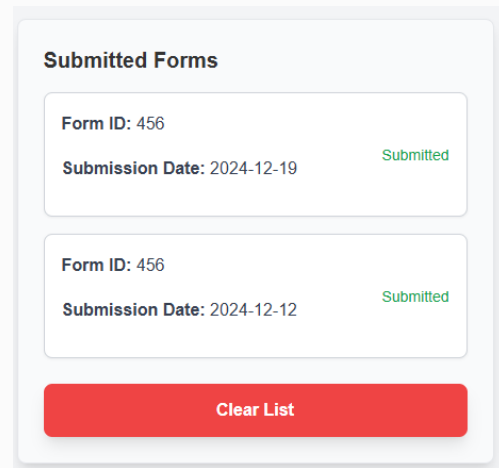 Submitted Forms
Form ID: 456
Submitted
Submission Date: 2024-12-19
Form ID: 456
Submitted
Submission Date: 2024-12-12
Clear List